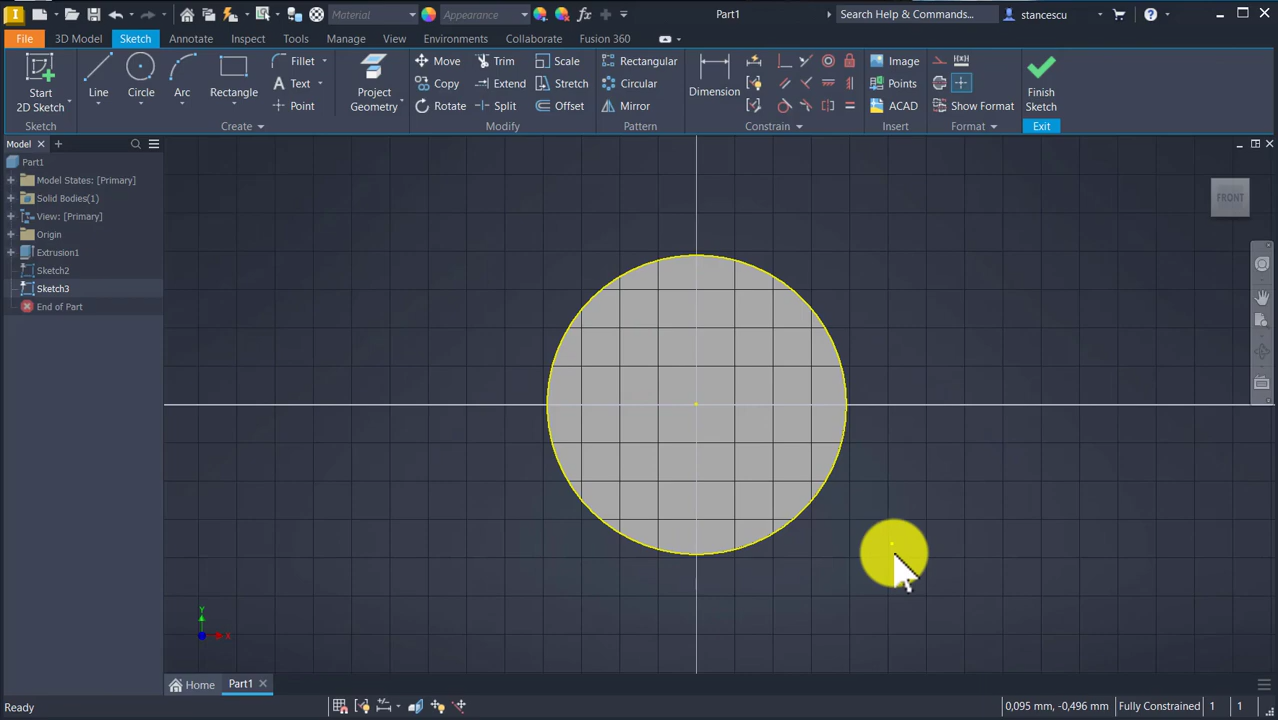 Material Appearance fx Part1 Search Help & Commands... stancescu
File 3D Model Sketch Annotate Inspect Tools Manage View Environments Collaborate Fusion 360
Start 2D Sketch
Line
Circle
Arc
Rectangle
Fillet
Text
Point
Project Geometry
Move Trim Scale
Copy Extend Stretch
Rotate Split Offset
Rectangular
Circular
Mirror
Dimension
Image
Points
ACAD
Show Format
Finish Sketch
Sketch Create Modify Pattern Constrain Insert Format Exit
Model
Part1
Model States: [Primary]
Solid Bodies(1)
View: [Primary]
Origin
Extrusion1
Sketch2
Sketch3
End of Part
FRONT
Y
X
Home Part1
Ready 0,095 mm, -0,496 mm Fully Constrained 1 1